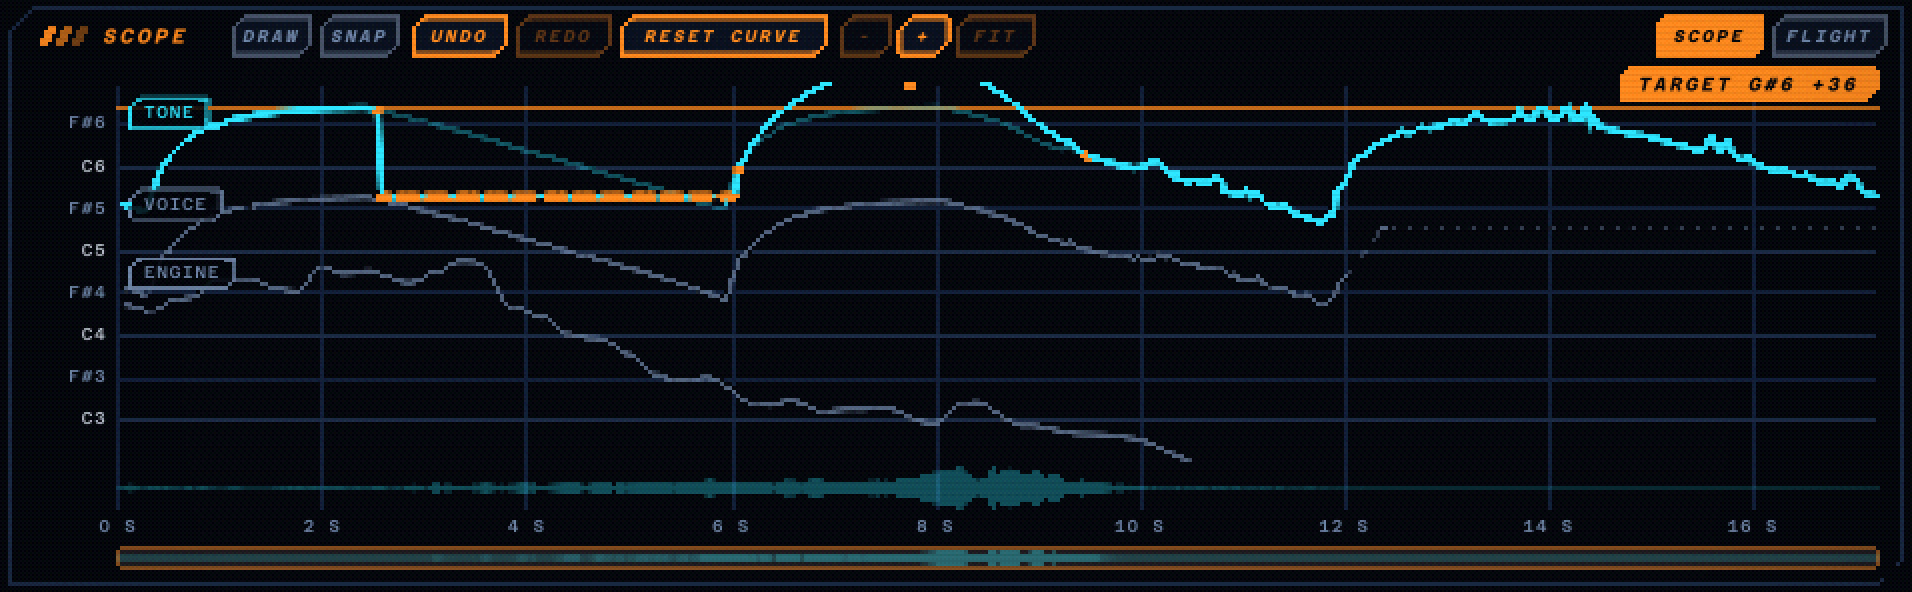 SCOPE DRAW SNAP UNDO REDO RESET CURVE - + FIT SCOPE FLIGHT
TARGET G#6 +36
TONE
F#6
C6
VOICE
F#5
C5
ENGINE
F#4
C4
F#3
C3
0 S 2 S 4 S 6 S 8 S 10 S 12 S 14 S 16 S